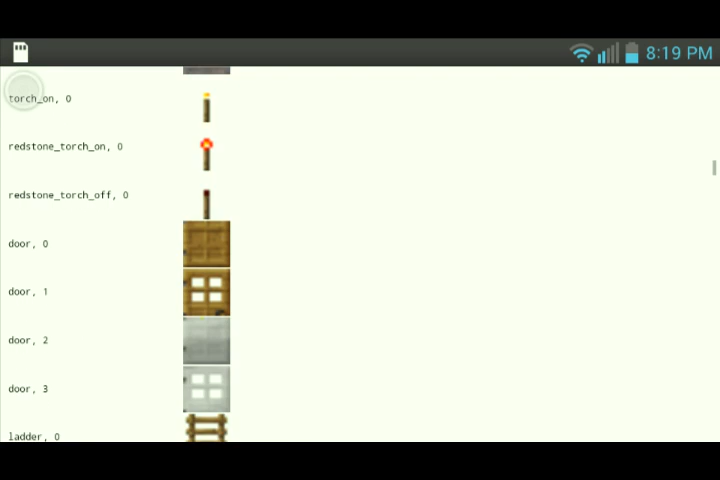 8:19 PM
torch_on, 0
redstone_torch_on, 0
redstone_torch_off, 0
door, 0
door, 1
door, 2
door, 3
ladder, 0